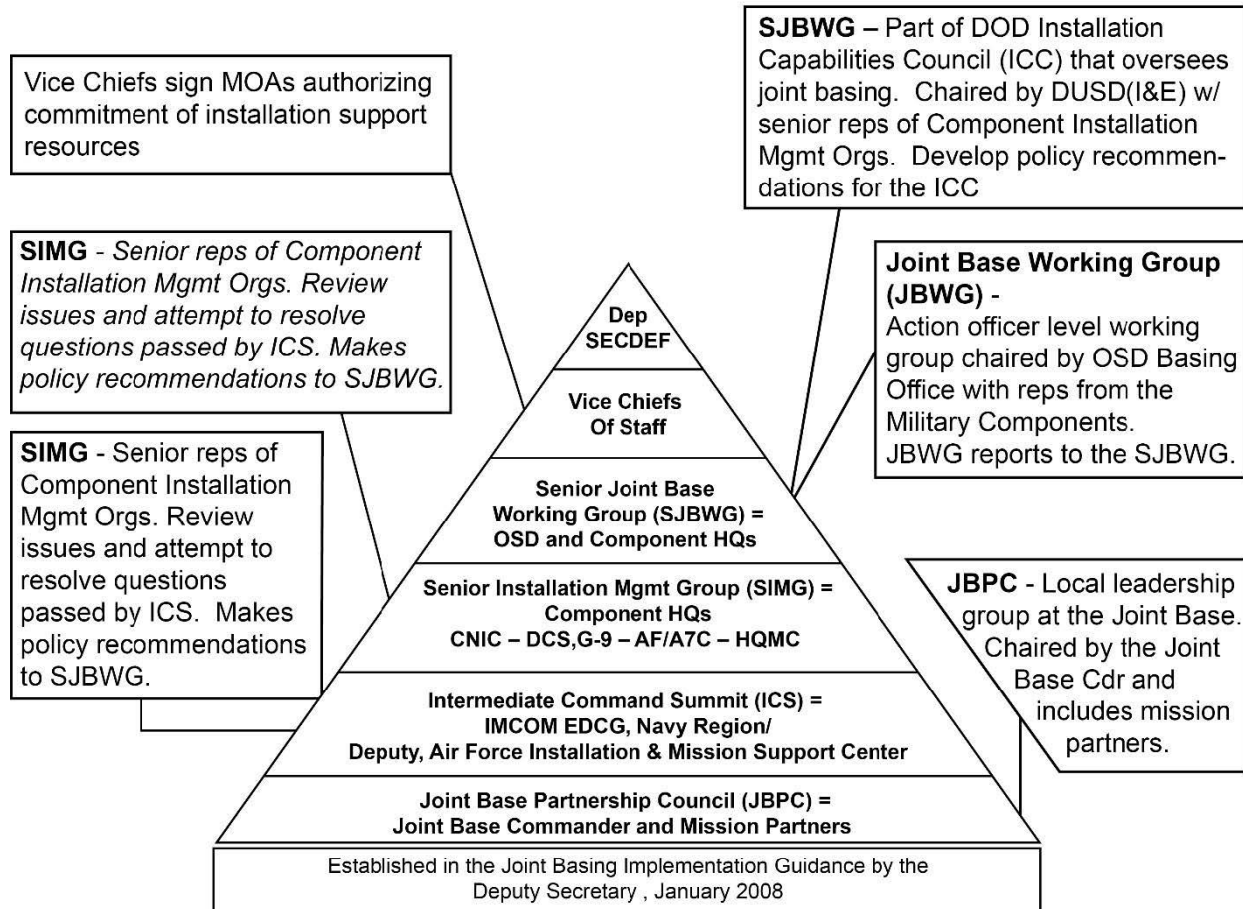 Vice Chiefs sign MOAs authorizing
commitment of installation support
resources
SIMG - Senior reps of Component
Installation Mgmt Orgs. Review
issues and attempt to resolve
questions passed by ICS. Makes
policy recommendations to SJBWG.
SIMG - Senior reps of
Component Installation
Mgmt Orgs. Review
issues and attempt to
resolve questions
passed by ICS.  Makes
policy recommendations
to SJBWG.
SJBWG – Part of DOD Installation
Capabilities Council (ICC) that oversees
joint basing.  Chaired by DUSD(I&E) w/
senior reps of Component Installation
Mgmt Orgs.  Develop policy recommen-
dations for the ICC
Joint Base Working Group
(JBWG) -
Action officer level working
group chaired by OSD Basing
Office with reps from the
Military Components.
JBWG reports to the SJBWG.
JBPC - Local leadership
group at the Joint Base.
Chaired by the Joint
Base Cdr and
includes mission
partners.
Dep
SECDEF
Vice Chiefs
Of Staff
Senior Joint Base
Working Group (SJBWG) =
OSD and Component HQs
Senior Installation Mgmt Group (SIMG) =
Component HQs
CNIC – DCS,G-9 – AF/A7C – HQMC
Intermediate Command Summit (ICS) =
IMCOM EDCG, Navy Region/
Deputy, Air Force Installation & Mission Support Center
Joint Base Partnership Council (JBPC) =
Joint Base Commander and Mission Partners
Established in the Joint Basing Implementation Guidance by the
Deputy Secretary , January 2008